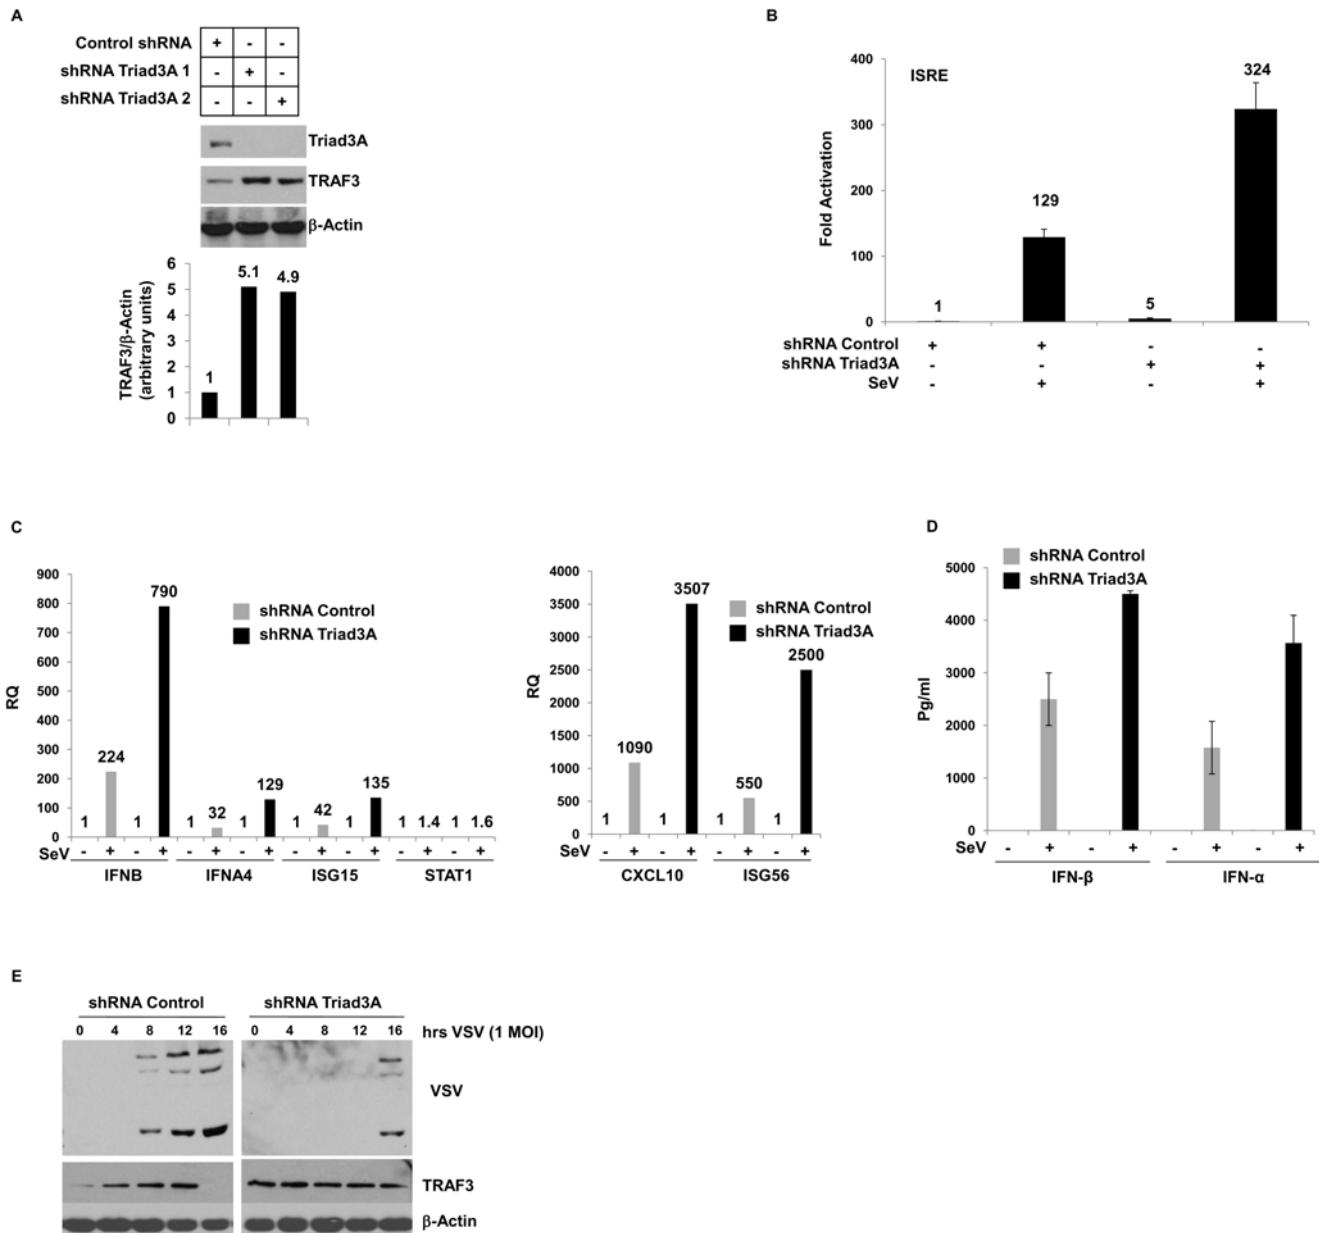 A
Control shRNA + - -
shRNA Triad3A 1 - + -
shRNA Triad3A 2 - - +
Triad3A
TRAF3
β-Actin
TRAF3/β-Actin
(arbitrary units)
6
5
4
3
2
1
0
1
5.1
4.9
B
ISRE
Fold Activation
400
300
200
100
0
1
129
5
324
shRNA Control + + - -
shRNA Triad3A - - + +
SeV - + - +
C
RQ
900
800
700
600
500
400
300
200
100
0
shRNA Control
shRNA Triad3A
1 224 1 790 1 32 1 129 1 42 1 135 1 1.4 1 1.6
SeV - + - + - + - + - + - + - + - +
IFNB IFNA4 ISG15 STAT1
RQ
4000
3500
3000
2500
2000
1500
1000
500
0
shRNA Control
shRNA Triad3A
1 1090 1 3507 1 550 1 2500
- + - + - + - +
CXCL10 ISG56
D
shRNA Control
shRNA Triad3A
Pg/ml
5000
4000
3000
2000
1000
0
SeV - + - + - + - +
IFN-β IFN-α
E
shRNA Control shRNA Triad3A
0 4 8 12 16 0 4 8 12 16 hrs VSV (1 MOI)
VSV
TRAF3
β-Actin